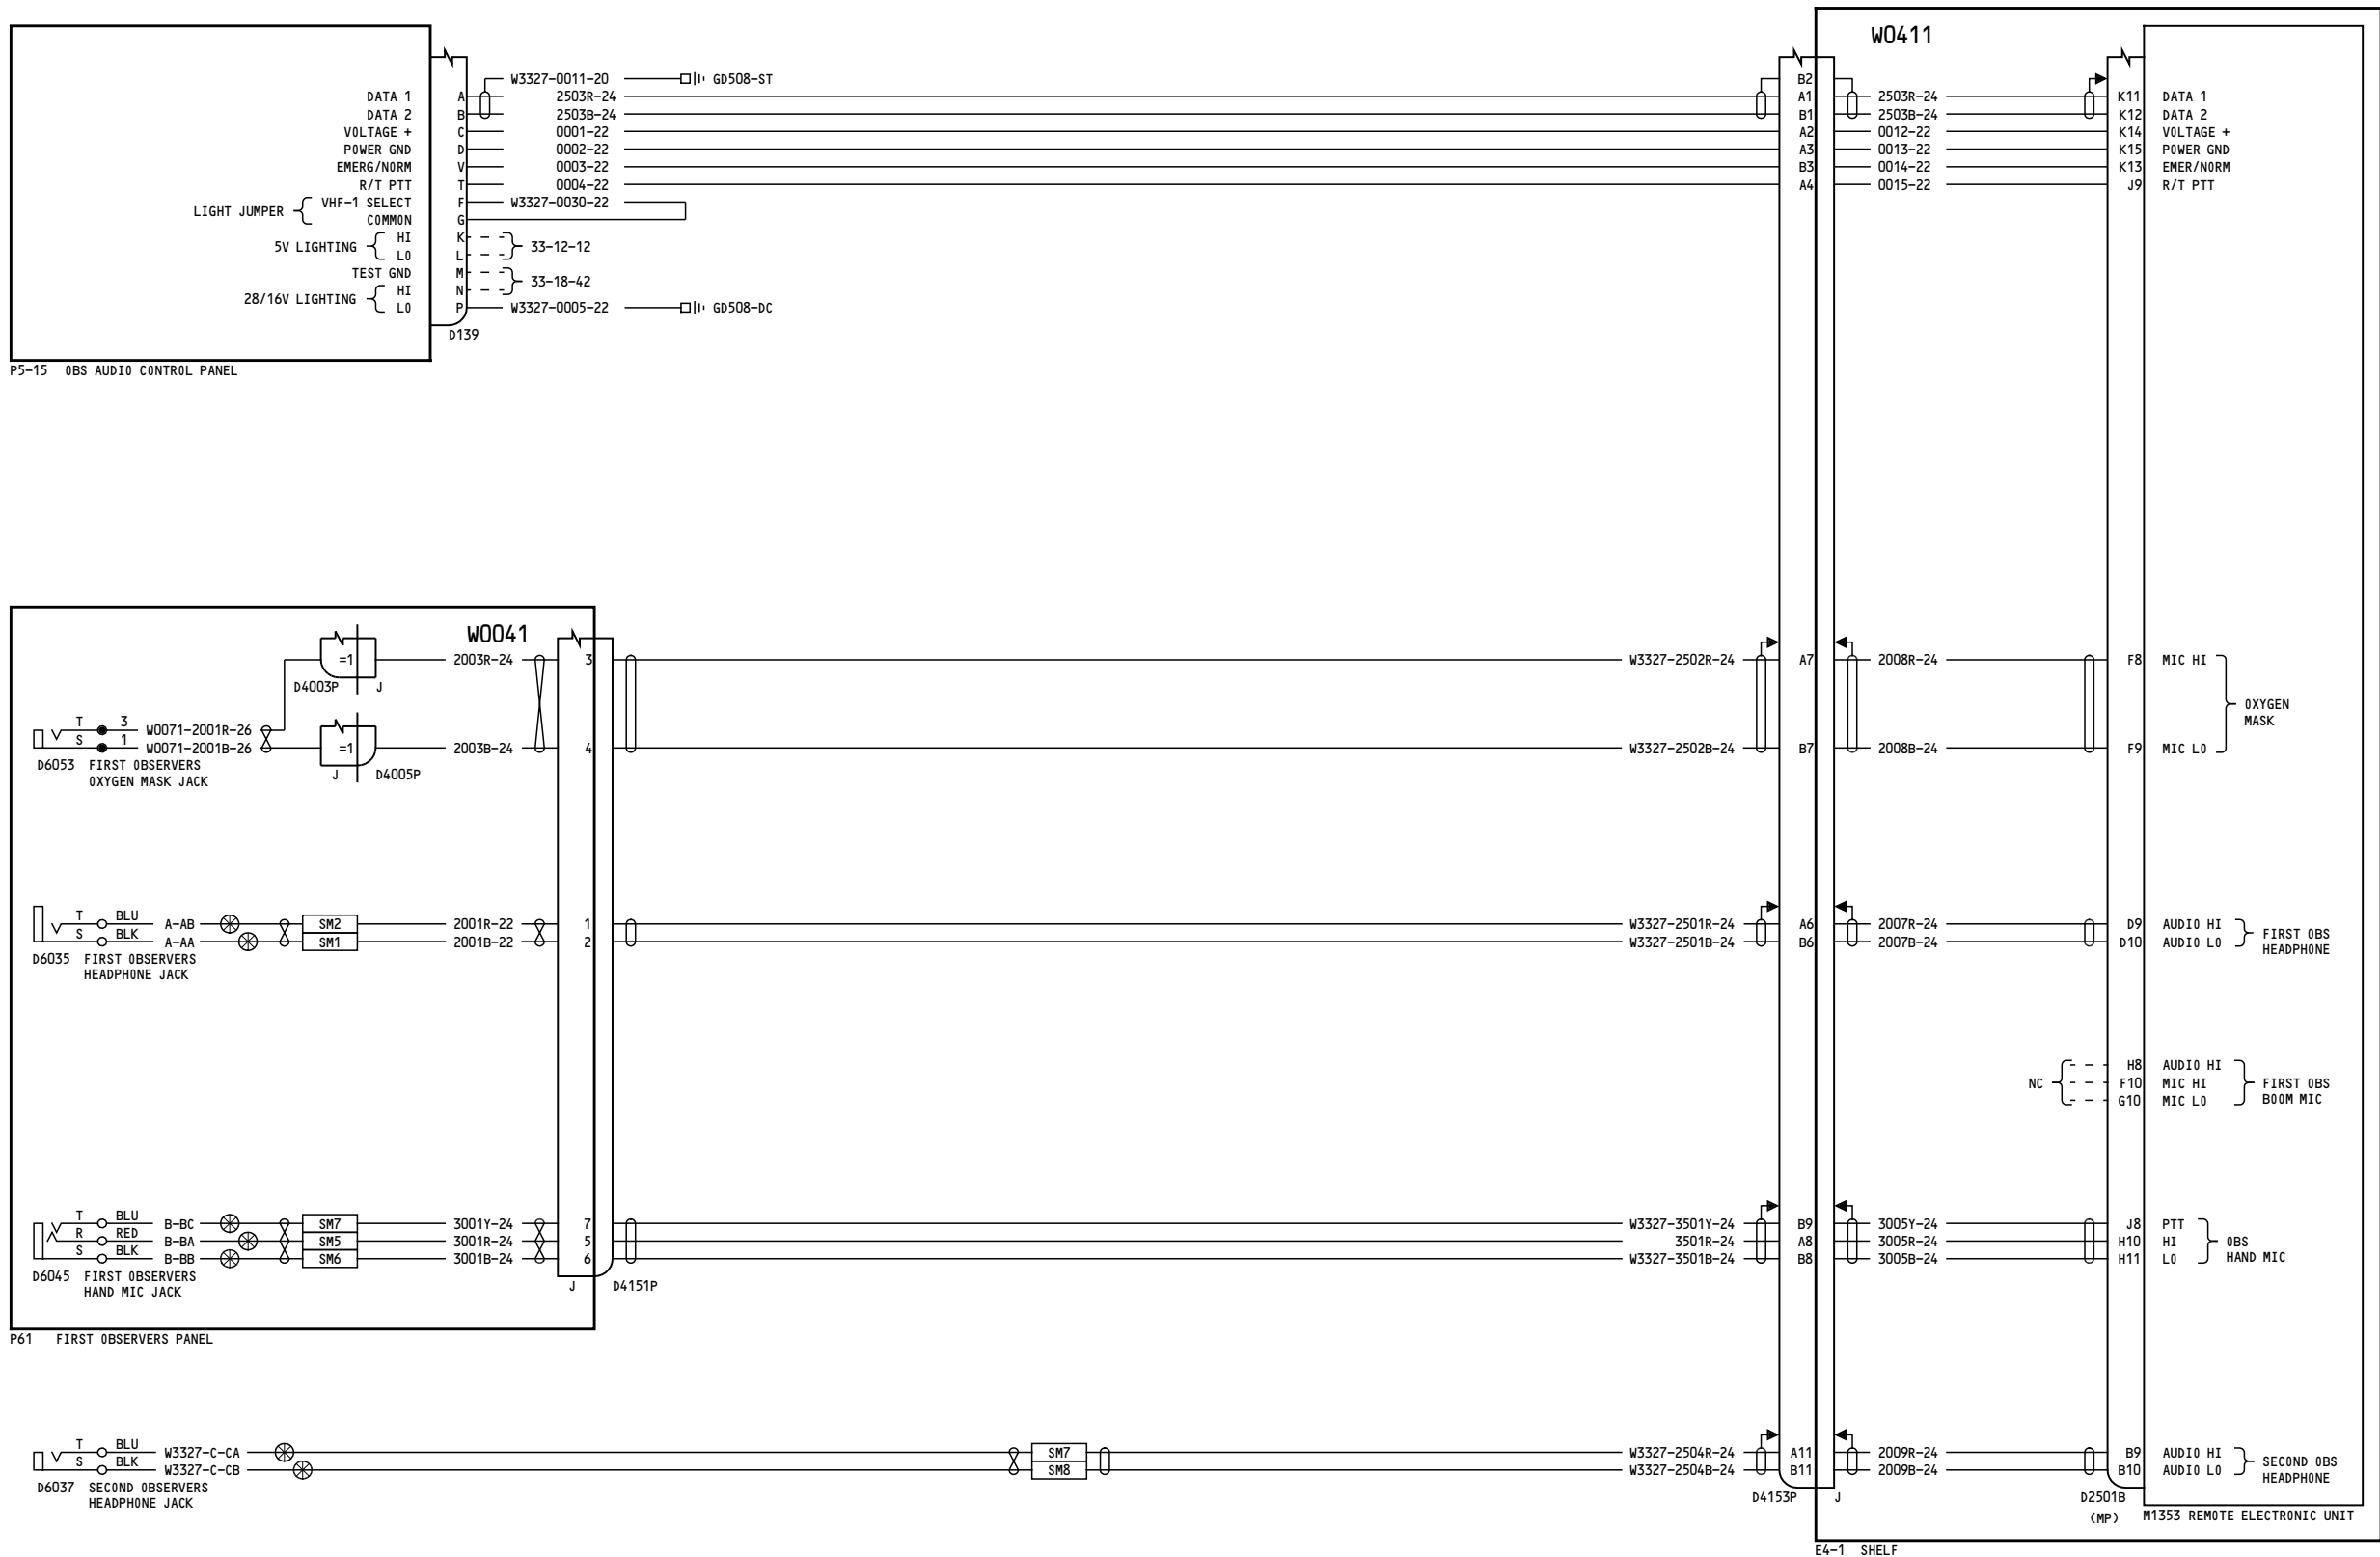 W0411
W3327-0011-20 GD508-ST B2
DATA 1 A 2503R-24 A1 2503R-24 K11 DATA 1
DATA 2 B 2503B-24 B1 2503B-24 K12 DATA 2
VOLTAGE + C 0001-22 A2 0012-22 K14 VOLTAGE +
POWER GND D 0002-22 A3 0013-22 K15 POWER GND
EMERG/NORM V 0003-22 B3 0014-22 K13 EMER/NORM
R/T PTT T 0004-22 A4 0015-22 J9 R/T PTT
LIGHT JUMPER VHF-1 SELECT F W3327-0030-22
COMMON G
5V LIGHTING HI K 33-12-12
LO L
TEST GND M 33-18-42
28/16V LIGHTING HI N
LO P W3327-0005-22 GD508-DC
D139
P5-15 OBS AUDIO CONTROL PANEL
W0041
=1 2003R-24 3 W3327-2502R-24 A7 2008R-24 F8 MIC HI
D4003P J
OXYGEN
MASK
T 3 W0071-2001R-26
S 1 W0071-2001B-26 =1 2003B-24 4 W3327-2502B-24 B7 2008B-24 F9 MIC LO
J D4005P
D6053 FIRST OBSERVERS
OXYGEN MASK JACK
T BLU A-AB SM2 2001R-22 1 W3327-2501R-24 A6 2007R-24 D9 AUDIO HI
S BLK A-AA SM1 2001B-22 2 W3327-2501B-24 B6 2007B-24 D10 AUDIO LO
FIRST OBS
HEADPHONE
D6035 FIRST OBSERVERS
HEADPHONE JACK
H8 AUDIO HI
NC F10 MIC HI FIRST OBS
G10 MIC LO BOOM MIC
T BLU B-BC SM7 3001Y-24 7 W3327-3501Y-24 B9 3005Y-24 J8 PTT
R RED B-BA SM5 3001R-24 5 3501R-24 A8 3005R-24 H10 HI OBS
S BLK B-BB SM6 3001B-24 6 W3327-3501B-24 B8 3005B-24 H11 LO HAND MIC
D6045 FIRST OBSERVERS
HAND MIC JACK
J D4151P
P61 FIRST OBSERVERS PANEL
T BLU W3327-C-CA SM7 W3327-2504R-24 A11 2009R-24 B9 AUDIO HI
S BLK W3327-C-CB SM8 W3327-2504B-24 B11 2009B-24 B10 AUDIO LO
SECOND OBS
HEADPHONE
D6037 SECOND OBSERVERS
HEADPHONE JACK
D4153P J D2501B
(MP) M1353 REMOTE ELECTRONIC UNIT
E4-1 SHELF